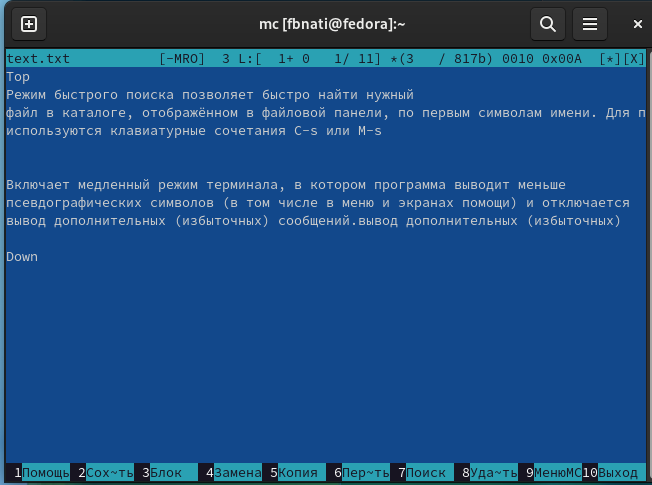 mc [fbnati@fedora]:~
text.txt [-MRO] 3 L:[ 1+ 0 1/ 11] *(3 / 817b) 0010 0x00A [*][X]
Top
Режим быстрого поиска позволяет быстро найти нужный
файл в каталоге, отображённом в файловой панели, по первым символам имени. Для п
используются клавиатурные сочетания C-s или M-s
Включает медленный режим терминала, в котором программа выводит меньше
псевдографических символов (в том числе в меню и экранах помощи) и отключается
вывод дополнительных (избыточных) сообщений.вывод дополнительных (избыточных)
Down
1Помощь 2Сох~ть 3Блок 4Замена 5Копия 6Пер~ть 7Поиск 8Уда~ть 9МенюMC 10Выход